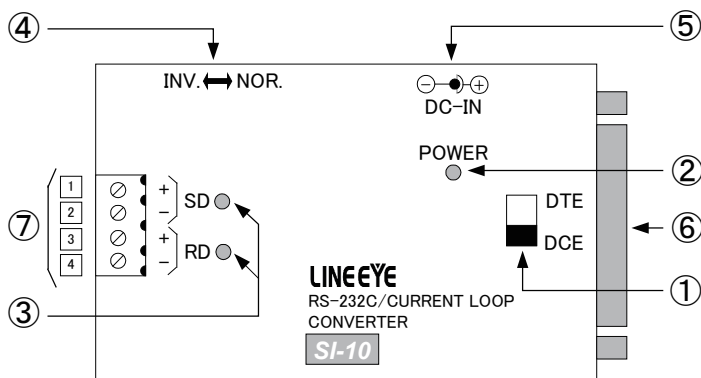 ④
⑤
INV. NOR.
⊖ ⊕
DC-IN
POWER
②
1 + SD
2 −
⑦
3 + RD
4 −
DTE
DCE
⑥
①
③
LINEEYE
RS-232C/CURRENT LOOP
CONVERTER
SI-10